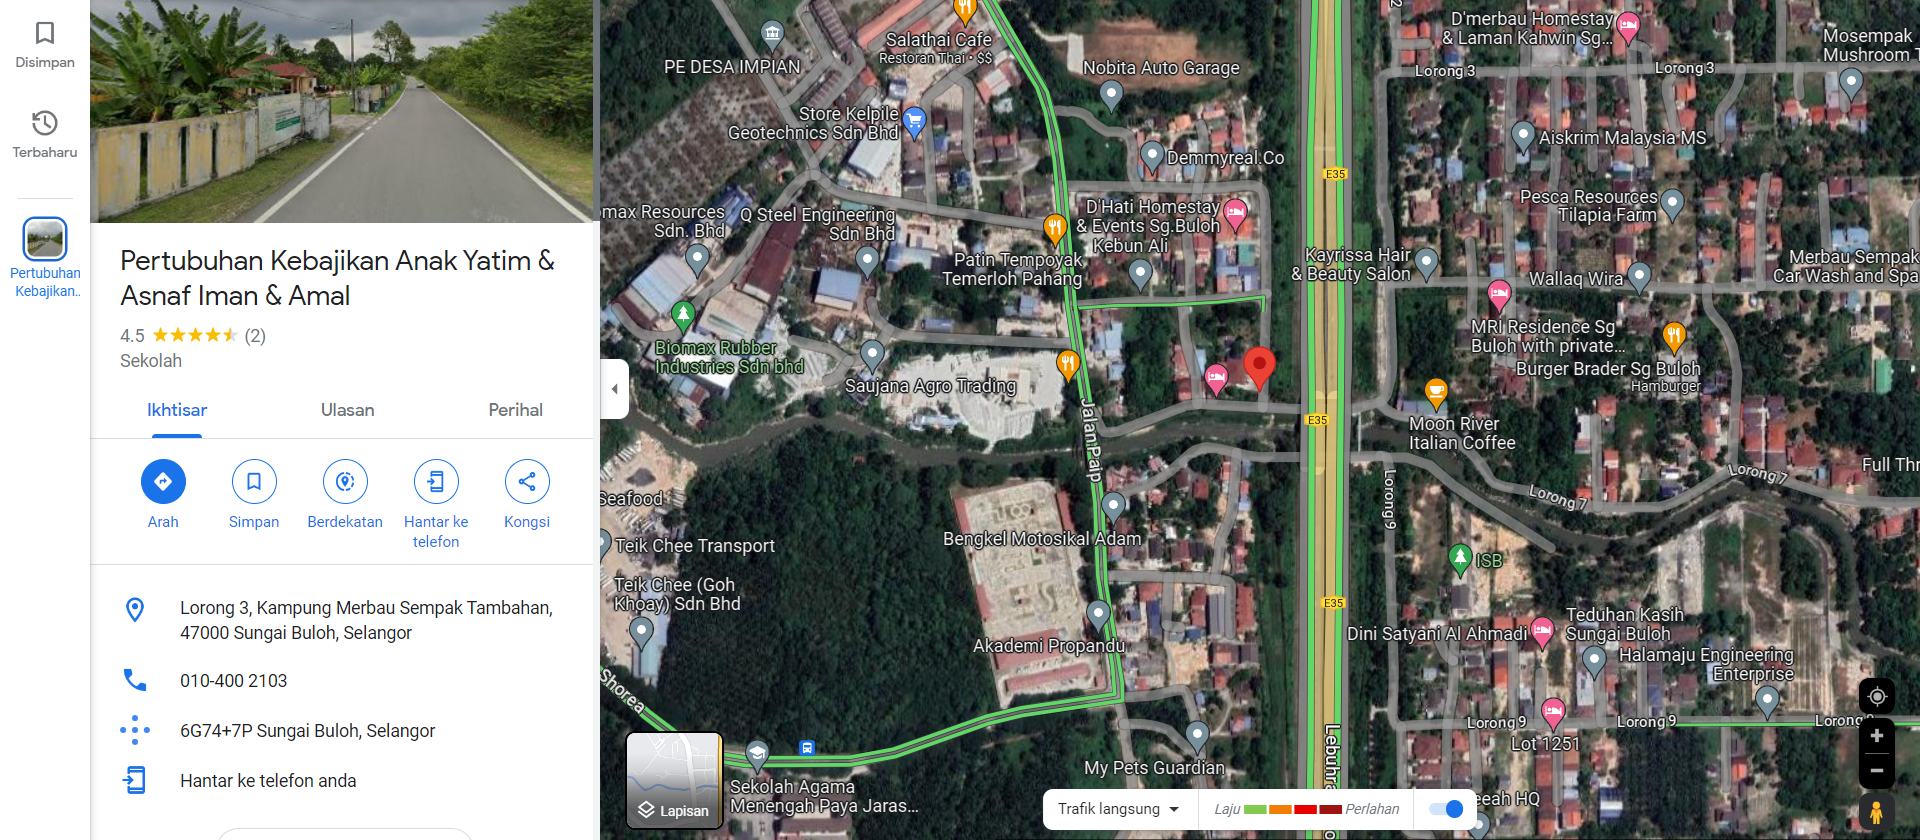 Disimpan
Terbaharu
Pertubuhan
Kebajikan..
Pertubuhan Kebajikan Anak Yatim &
Asnaf Iman & Amal
4.5
(2)
Sekolah
Ikhtisar
Ulasan
Perihal
Arah
Simpan
Berdekatan
Hantar ke
telefon
Kongsi
Lorong 3, Kampung Merbau Sempak Tambahan,
47000 Sungai Buloh, Selangor
010-400 2103
6G74+7P Sungai Buloh, Selangor
Hantar ke telefon anda
Salathai Cafe
Restoran Thai • $$
PE DESA IMPIAN
Nobita Auto Garage
Store Kelpile
Geotechnics Sdn Bhd
Demmyreal.Co
max Resources
Sdn. Bhd
Q Steel Engineering
Sdn Bhd
D'Hati Homestay
& Events Sg.Buloh
Kebun Ali
Patin Tempoyak
Temerloh Pahang
Biomax Rubber
Industries Sdn bhd
Saujana Agro Trading
Jalan Paip
Seafood
Teik Chee Transport
Teik Chee (Goh
Khoay) Sdn Bhd
Bengkel Motosikal Adam
Akademi Propandu
Shorea
Sekolah Agama
Menengah Paya Jaras...
My Pets Guardian
E35
E35
E35
Lebuhra
D'merbau Homestay
& Laman Kahwin Sg...
Mosempak
Mushroom T
Lorong 3
Lorong 3
Aiskrim Malaysia MS
Pesca Resources
Tilapia Farm
Kayrissa Hair
& Beauty Salon
Wallaq Wira
Merbau Sempak
Car Wash and Spa
MRI Residence Sg
Buloh with private...
Burger Brader Sg Buloh
Hamburger
Moon River
Italian Coffee
Full Thr
Lorong 7
Lorong 7
Lorong 9
ISB
Teduhan Kasih
Sungai Buloh
Dini Satyani Al Ahmadi
Halamaju Engineering
Enterprise
Lorong 9
Lorong 9
Lorong 9
Lot 1251
eeah HQ
Lapisan
Trafik langsung
Laju
Perlahan